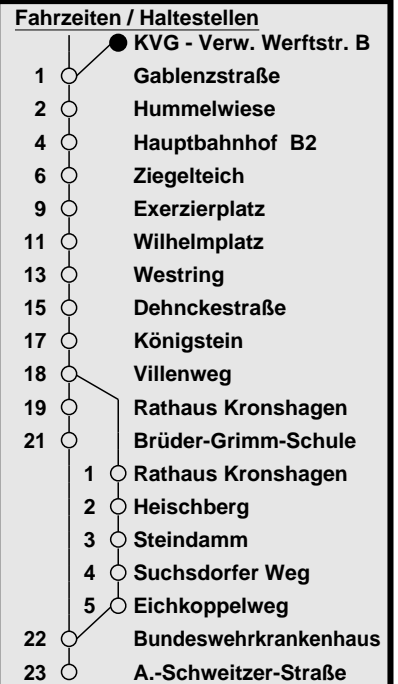 Fahrzeiten / Haltestellen
KVG - Verw. Werftstr. B
1 Gablenzstraße
2 Hummelwiese
4 Hauptbahnhof B2
6 Ziegelteich
9 Exerzierplatz
11 Wilhelmplatz
13 Westring
15 Dehnckestraße
17 Königstein
18 Villenweg
19 Rathaus Kronshagen
21 Brüder-Grimm-Schule
1 Rathaus Kronshagen
2 Heischberg
3 Steindamm
4 Suchsdorfer Weg
5 Eichkoppelweg
22 Bundeswehrkrankenhaus
23 A.-Schweitzer-Straße